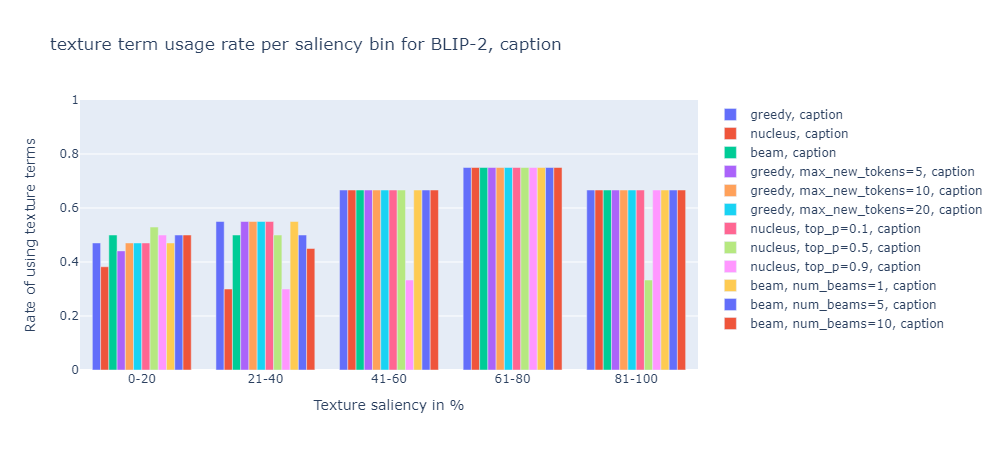 texture term usage rate per saliency bin for BLIP-2, caption
Rate of using texture terms
1
0.8
0.6
0.4
0.2
0
0-20
21-40
41-60
61-80
81-100
Texture saliency in %
greedy, caption
nucleus, caption
beam, caption
greedy, max_new_tokens=5, caption
greedy, max_new_tokens=10, caption
greedy, max_new_tokens=20, caption
nucleus, top_p=0.1, caption
nucleus, top_p=0.5, caption
nucleus, top_p=0.9, caption
beam, num_beams=1, caption
beam, num_beams=5, caption
beam, num_beams=10, caption